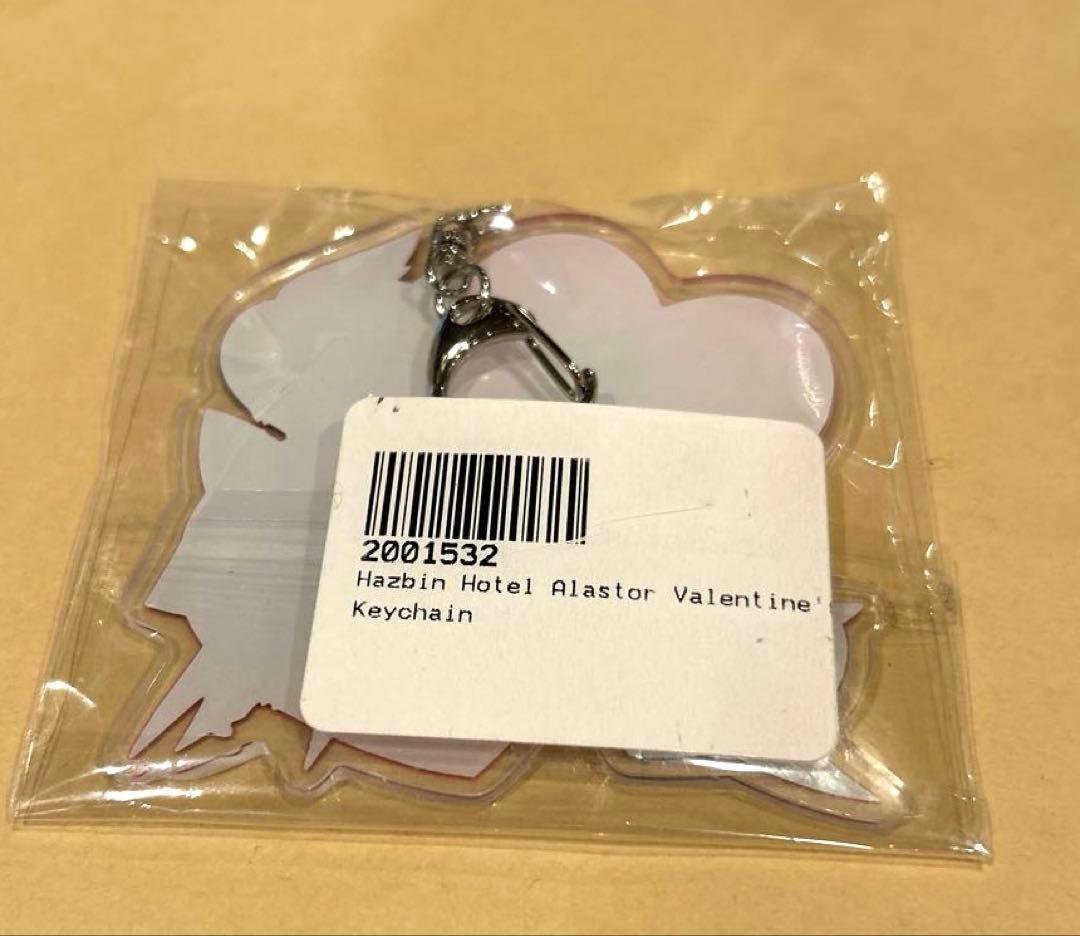 2001532
Hazbin Hotel Alastor Valentine'
Keychain